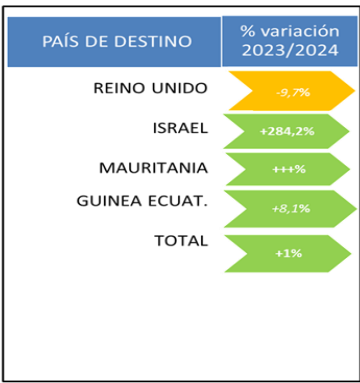 PAÍS DE DESTINO
% variación
2023/2024
REINO UNIDO
-9,7%
ISRAEL
+284,2%
MAURITANIA
+++%
GUINEA ECUAT.
+8,1%
TOTAL
+1%